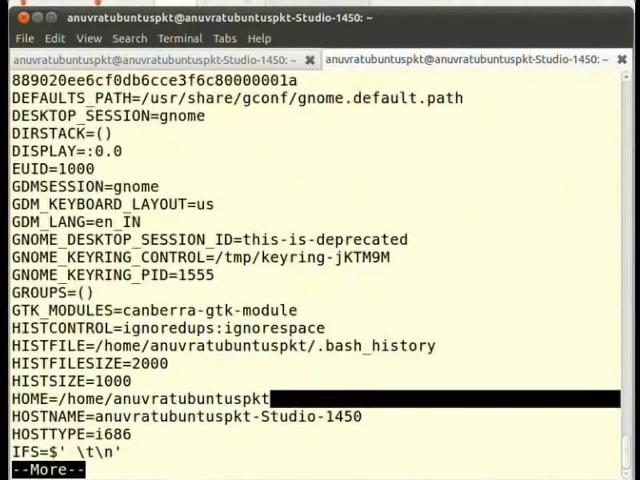 anuvratubuntuspkt@anuvratubuntuspkt-Studio-1450: ~
File Edit View Search Terminal Tabs Help
anuvratubuntuspkt@anuvratubuntuspkt-Studio-1450: ~ anuvratubuntuspkt@anuvratubuntuspkt-Studio-1450: ~
889020ee6cf0db6cce3f6c80000001a
DEFAULTS_PATH=/usr/share/gconf/gnome.default.path
DESKTOP_SESSION=gnome
DIRSTACK=()
DISPLAY=:0.0
EUID=1000
GDMSESSION=gnome
GDM_KEYBOARD_LAYOUT=us
GDM_LANG=en_IN
GNOME_DESKTOP_SESSION_ID=this-is-deprecated
GNOME_KEYRING_CONTROL=/tmp/keyring-jKTM9M
GNOME_KEYRING_PID=1555
GROUPS=()
GTK_MODULES=canberra-gtk-module
HISTCONTROL=ignoredups:ignorespace
HISTFILE=/home/anuvratubuntuspkt/.bash_history
HISTFILESIZE=2000
HISTSIZE=1000
HOME=/home/anuvratubuntuspkt
HOSTNAME=anuvratubuntuspkt-Studio-1450
HOSTTYPE=i686
IFS=$' \t\n'
--More--